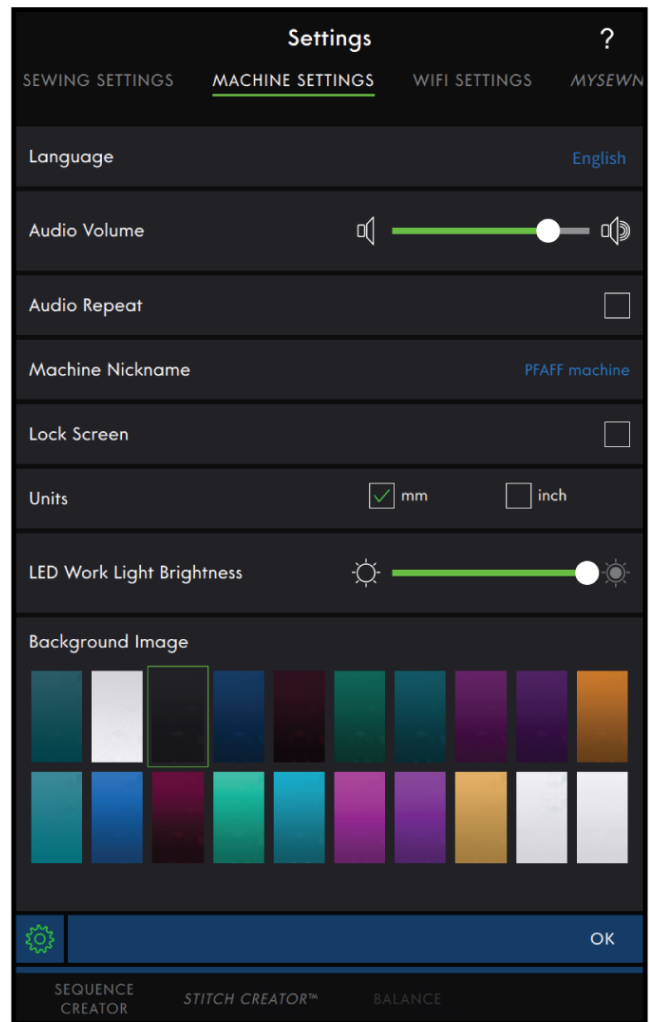 Settings
?
SEWING SETTINGS MACHINE SETTINGS WIFI SETTINGS MYSEWN
Language English
Audio Volume
Audio Repeat
Machine Nickname PFAFF machine
Lock Screen
Units mm inch
LED Work Light Brightness
Background Image
OK
SEQUENCE
CREATOR
STITCH CREATOR™
BALANCE